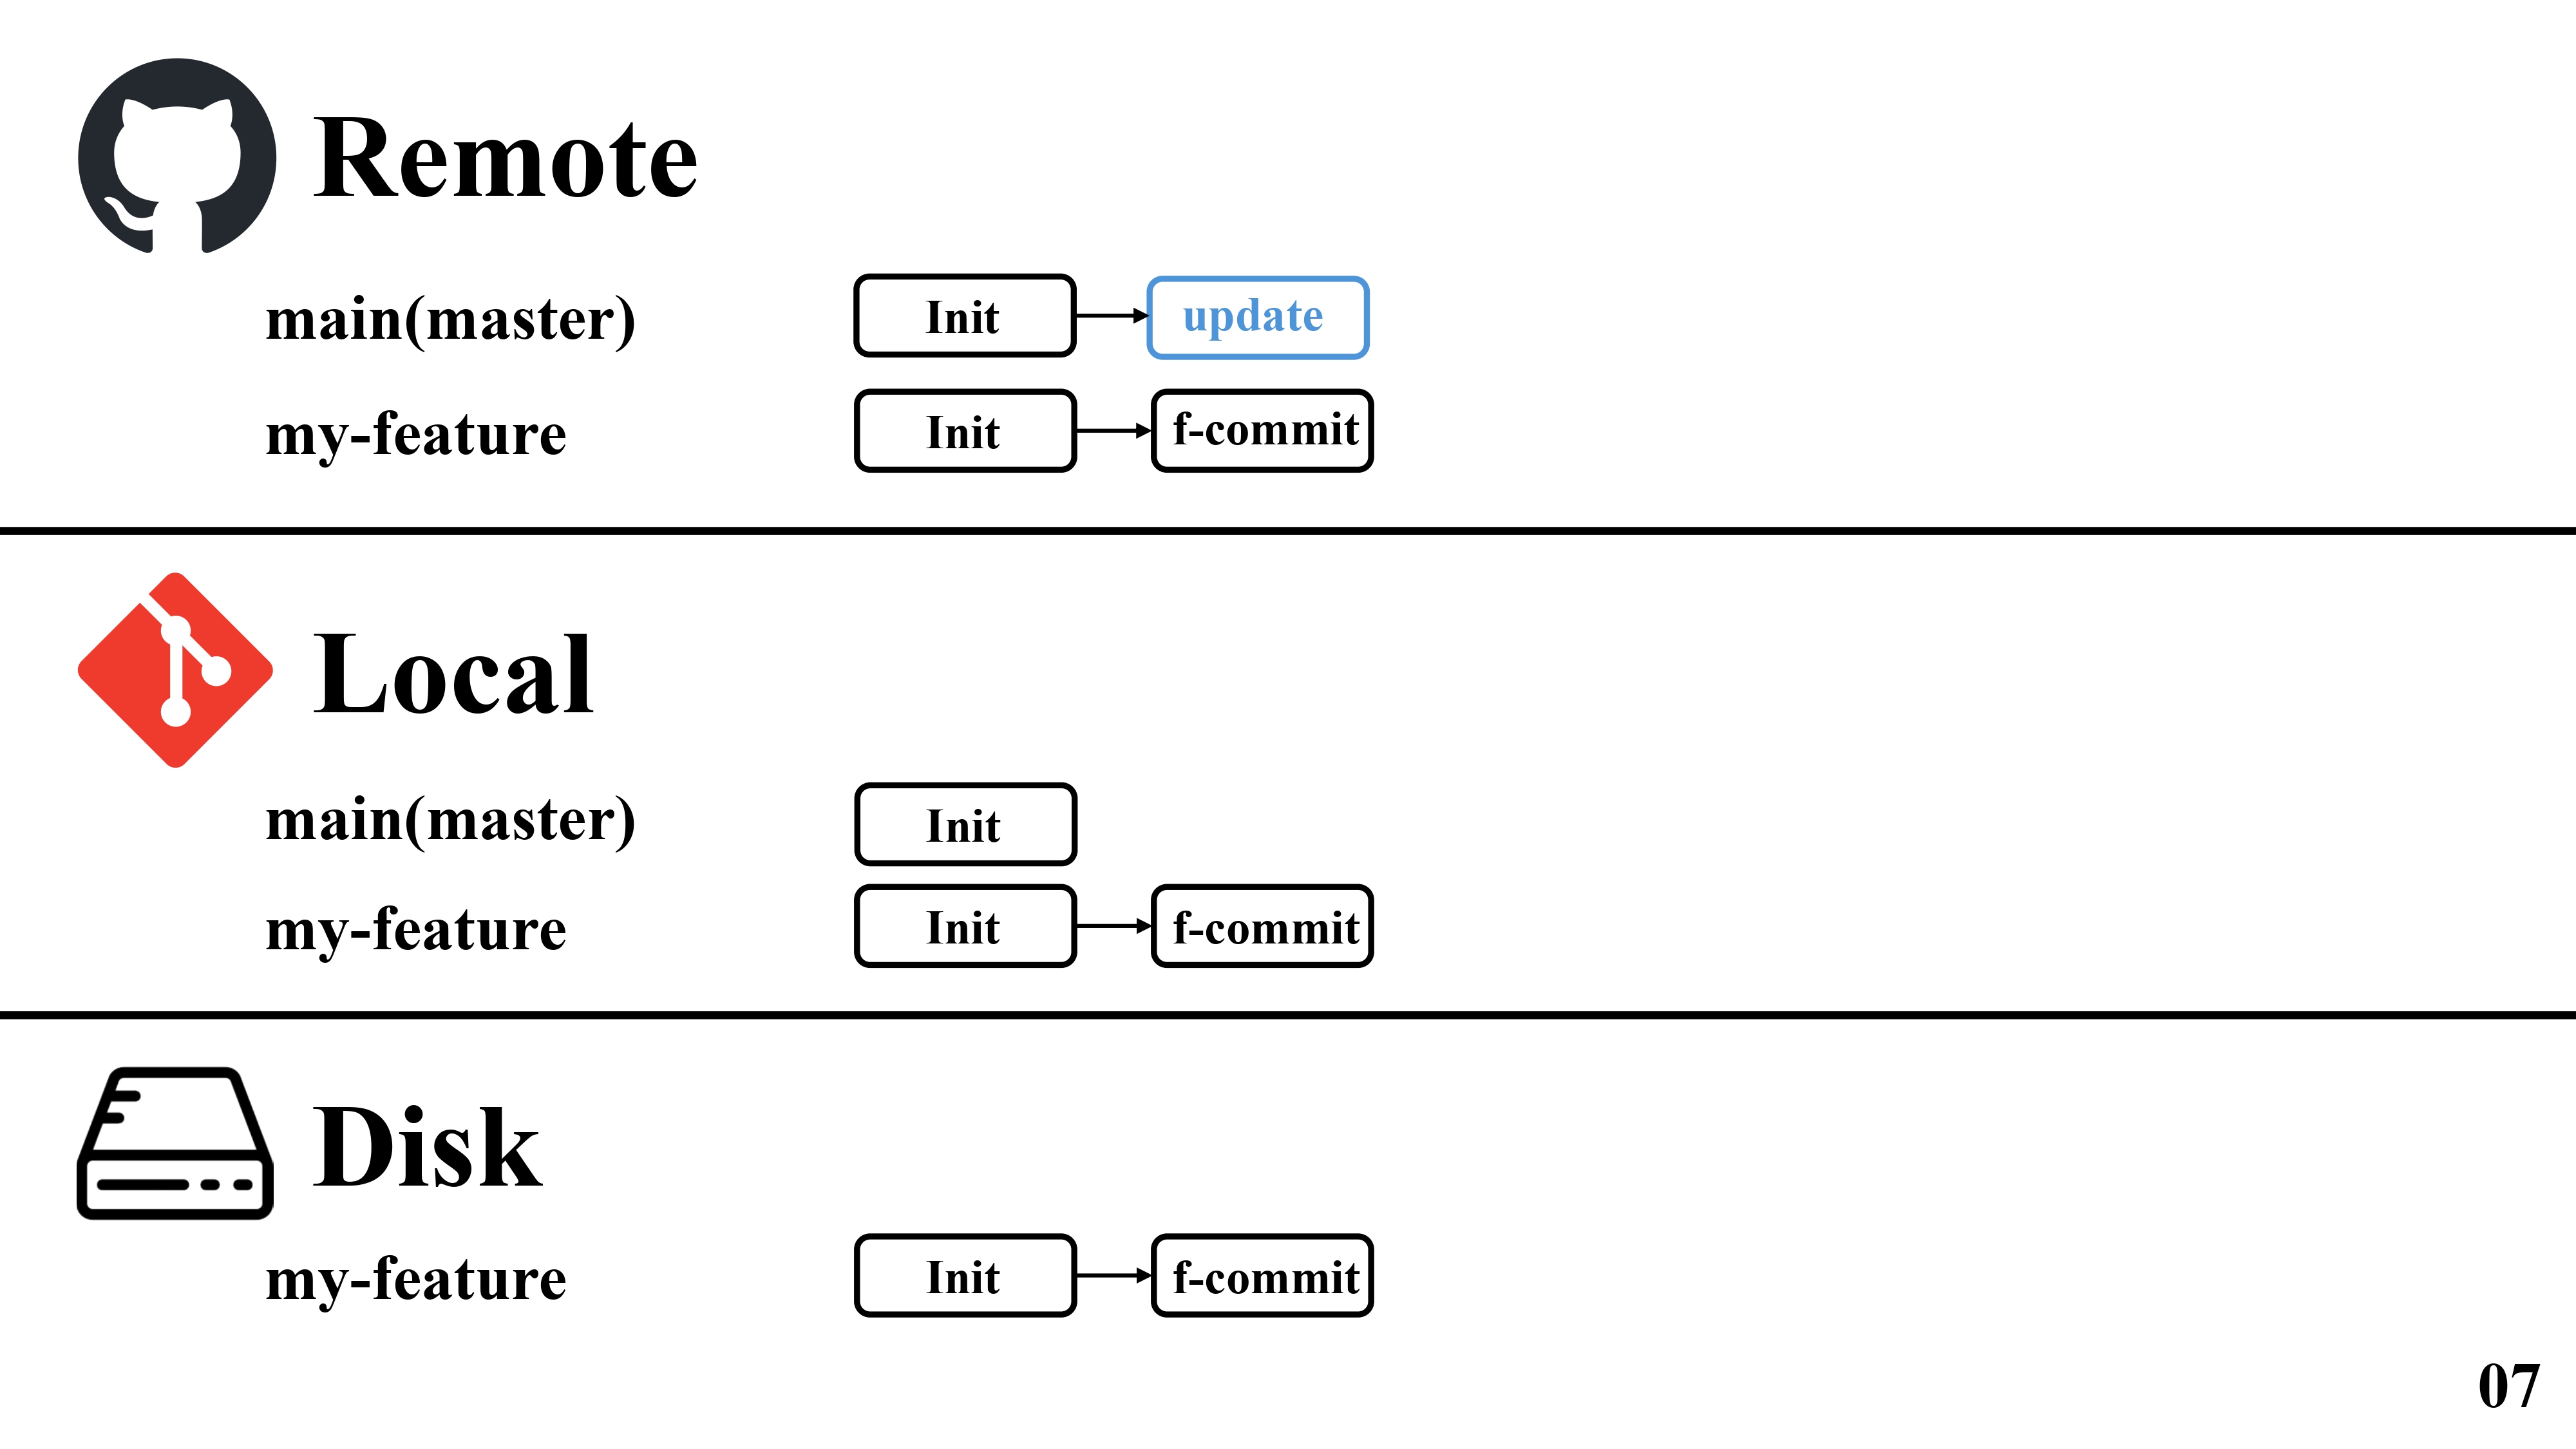 Remote
main(master)
Init
update
my-feature
Init
f-commit
Local
main(master)
Init
my-feature
Init
f-commit
Disk
my-feature
Init
f-commit
07